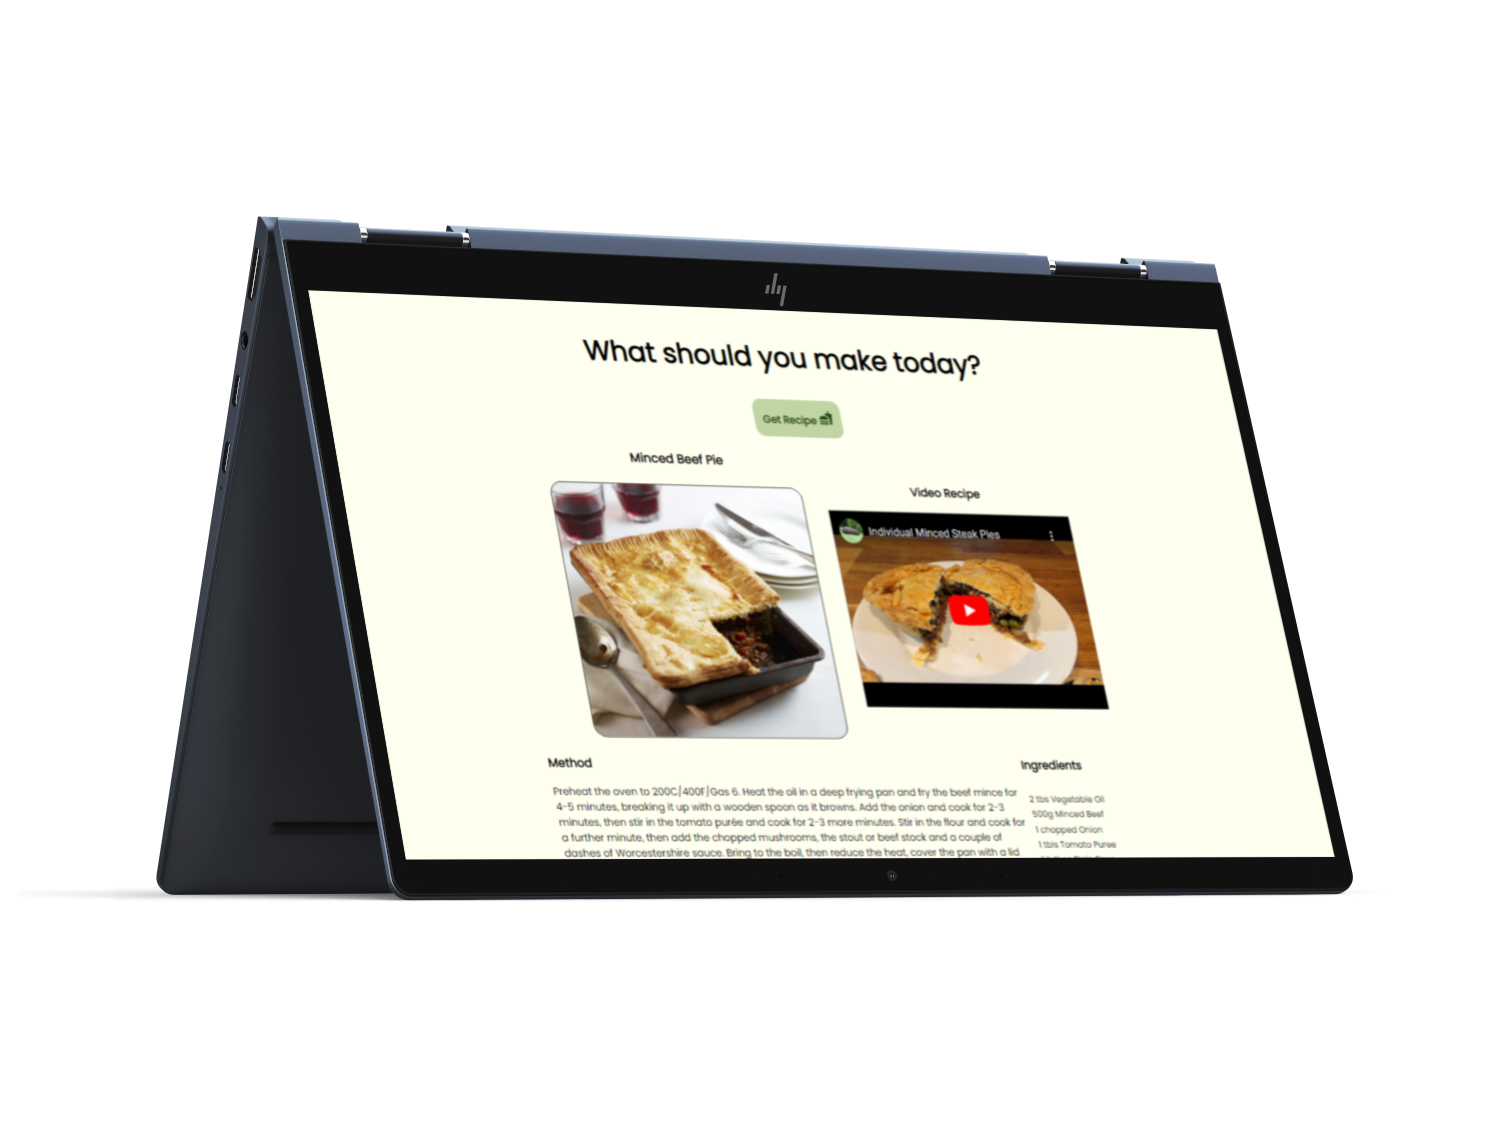 hp
What should you make today?
Get Recipe
Minced Beef Pie
Video Recipe
Individual Minced Steak Pies
Method
Preheat the oven to 200C/400F/Gas 6. Heat the oil in a deep frying pan and fry the beef mince for
4-5 minutes, breaking it up with a wooden spoon as it browns. Add the onion and cook for 2-3
minutes, then stir in the tomato purée and cook for 2-3 more minutes. Stir in the flour and cook for
a further minute, then add the chopped mushrooms, the stout or beef stock and a couple of
dashes of Worcestershire sauce. Bring to the boil, then reduce the heat, cover the pan with a lid
Ingredients
2 tbs Vegetable Oil
500g Minced Beef
1 chopped Onion
1 tbls Tomato Puree